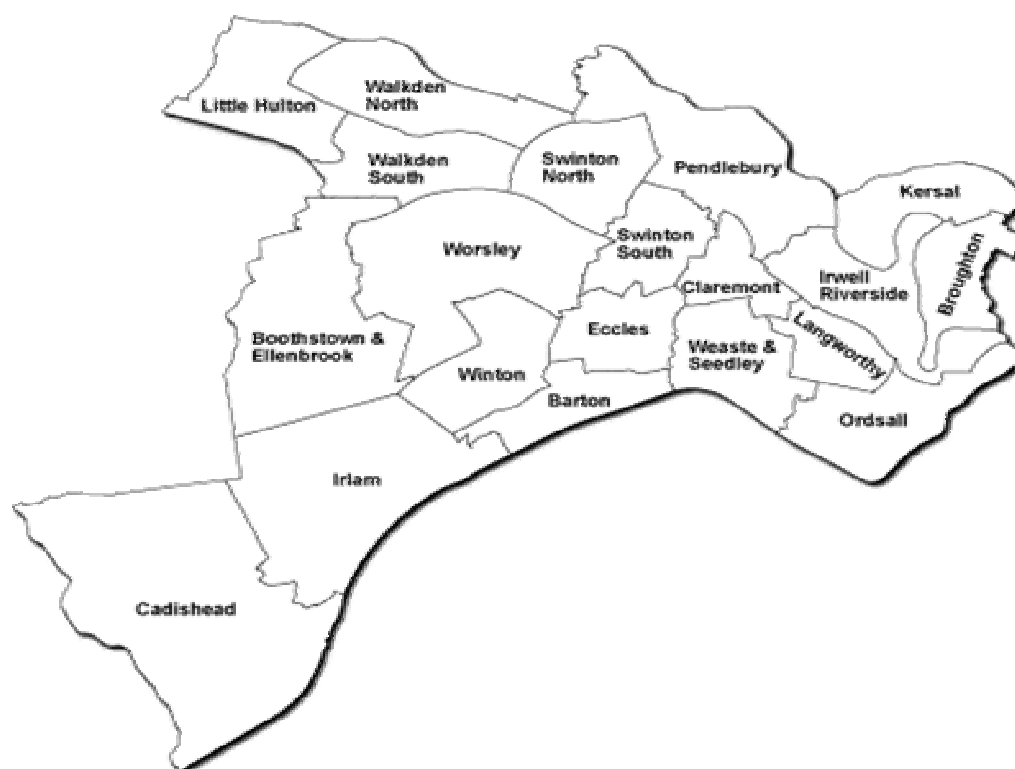 Little Hulton
Walkden
North
Walkden
South
Swinton
North
Pendlebury
Kersal
Worsley
Swinton
South
Claremont
Irwell
Riverside
Broughton
Boothstown &
Ellenbrook
Eccles
Winton
Weaste &
Seedley
Langworthy
Barton
Ordsall
Irlam
Cadishead